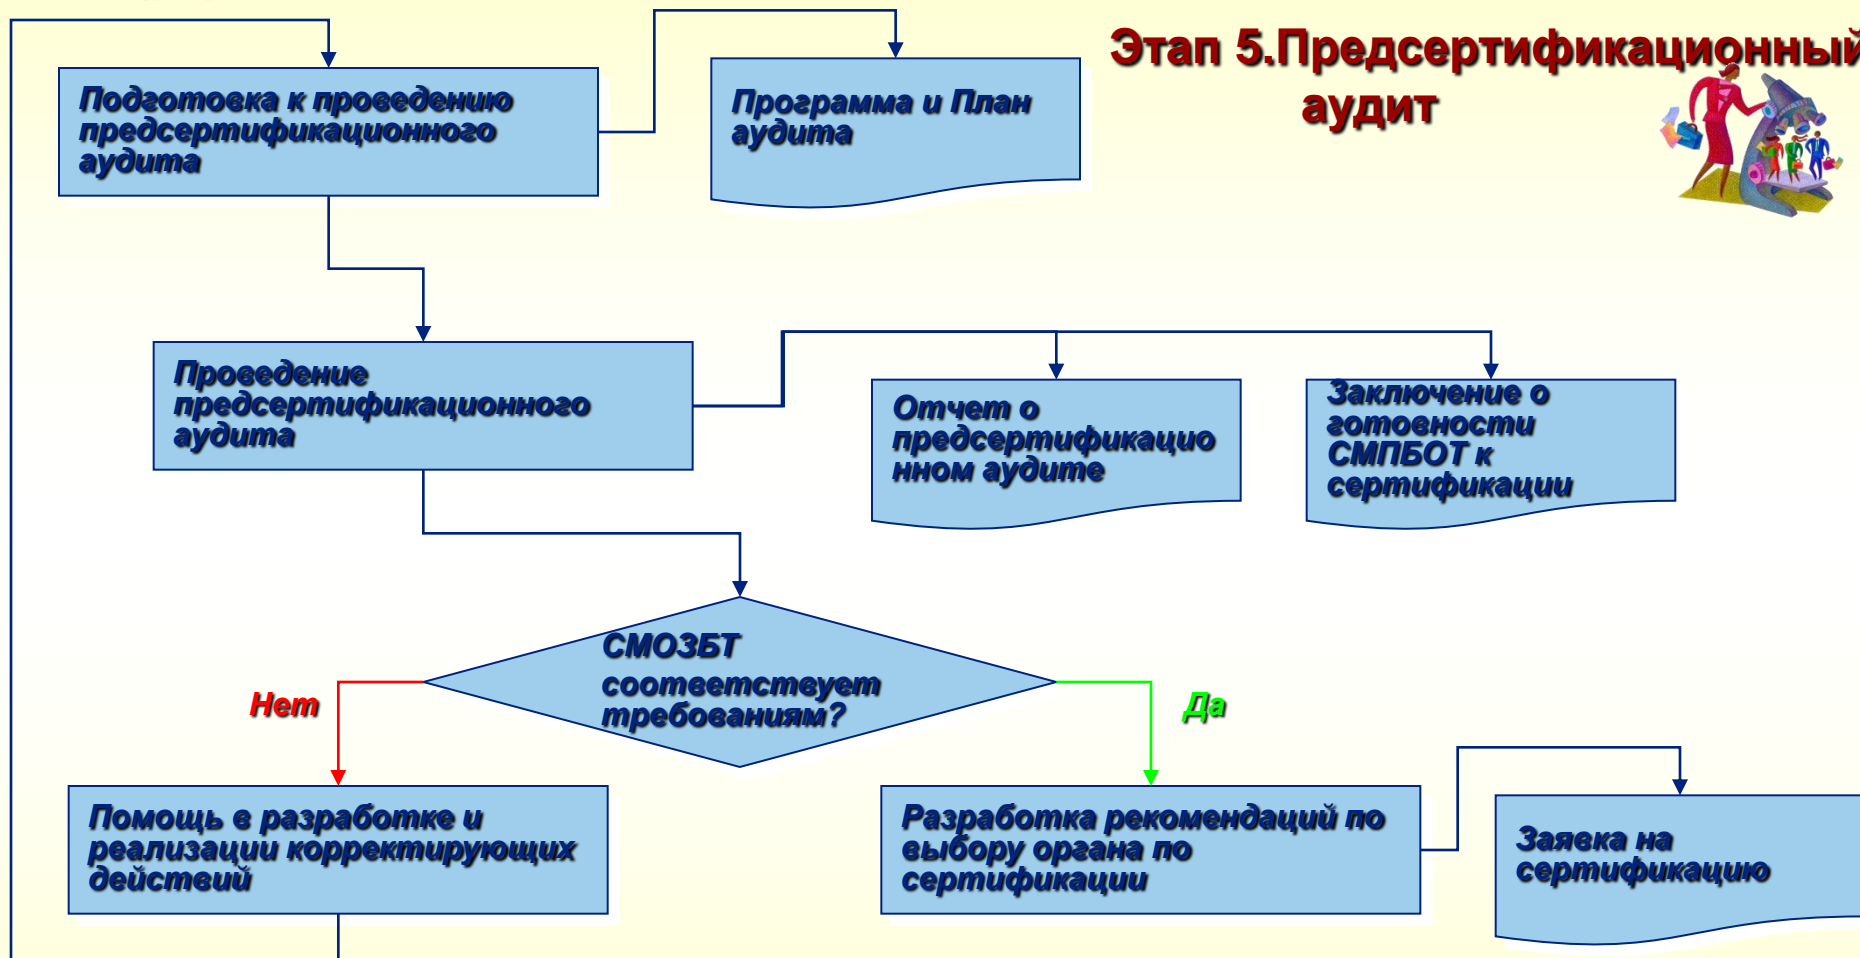 Этап 5.Предсертификационный
аудит
Подготовка к проведению
предсертификационного
аудита
Программа и План
аудита
Проведение
предсертификационного
аудита
Отчет о
предсертификацио
нном аудите
Заключение о
готовности
СМПБОТ к
сертификации
СМОЗБТ
соответствует
требованиям?
Нет
Да
Помощь в разработке и
реализации корректирующих
действий
Разработка рекомендаций по
выбору органа по
сертификации
Заявка на
сертификацию